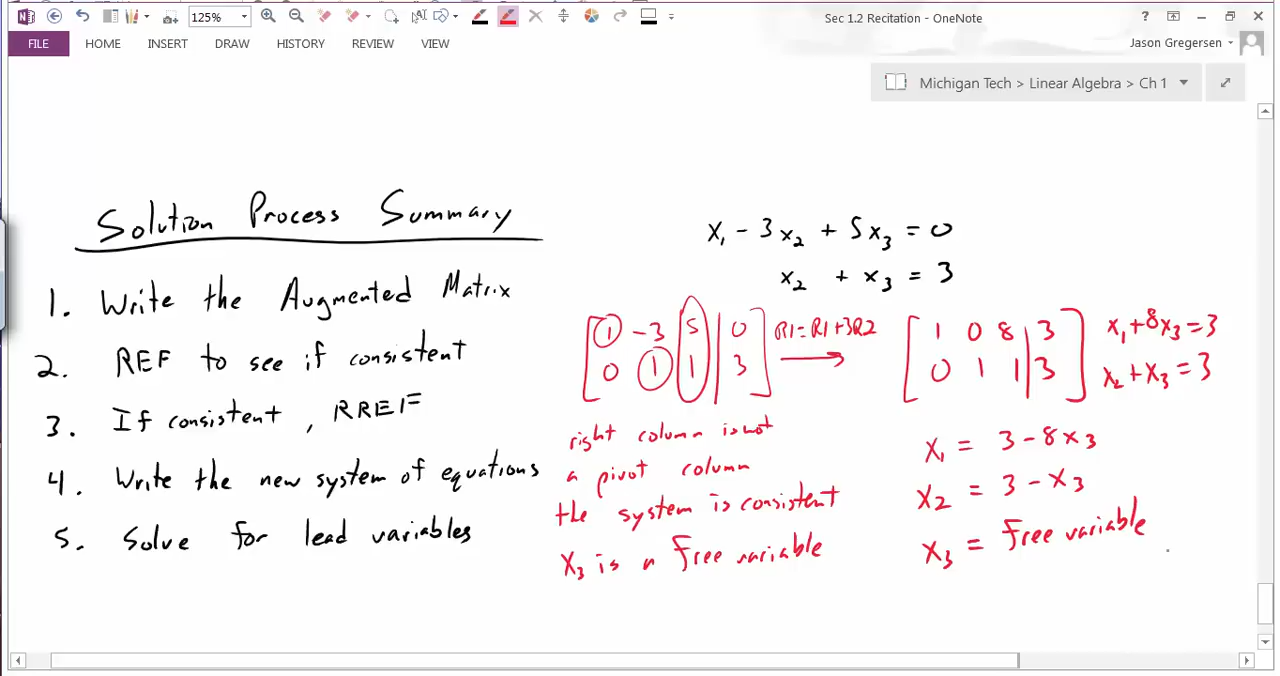 125%
Sec 1.2 Recitation - OneNote
?
FILE HOME INSERT DRAW HISTORY REVIEW VIEW
Jason Gregersen
Michigan Tech > Linear Algebra > Ch 1
Solution Process Summary
1. Write the Augmented Matrix
2. REF to see if consistent
3. If consistent, RREF
4. Write the new system of equations
5. Solve for lead variables
x₁ - 3x₂ + 5x₃ = 0
x₂ + x₃ = 3
1 -3 5 | 0
0 1 1 | 3
R1=R1+3R2
1 0 8 | 3
0 1 1 | 3
x₁+8x₃=3
x₂+x₃=3
right column is not
a pivot column
the system is consistent
x₃ is a free variable
x₁ = 3-8x₃
x₂ = 3-x₃
x₃ = free variable